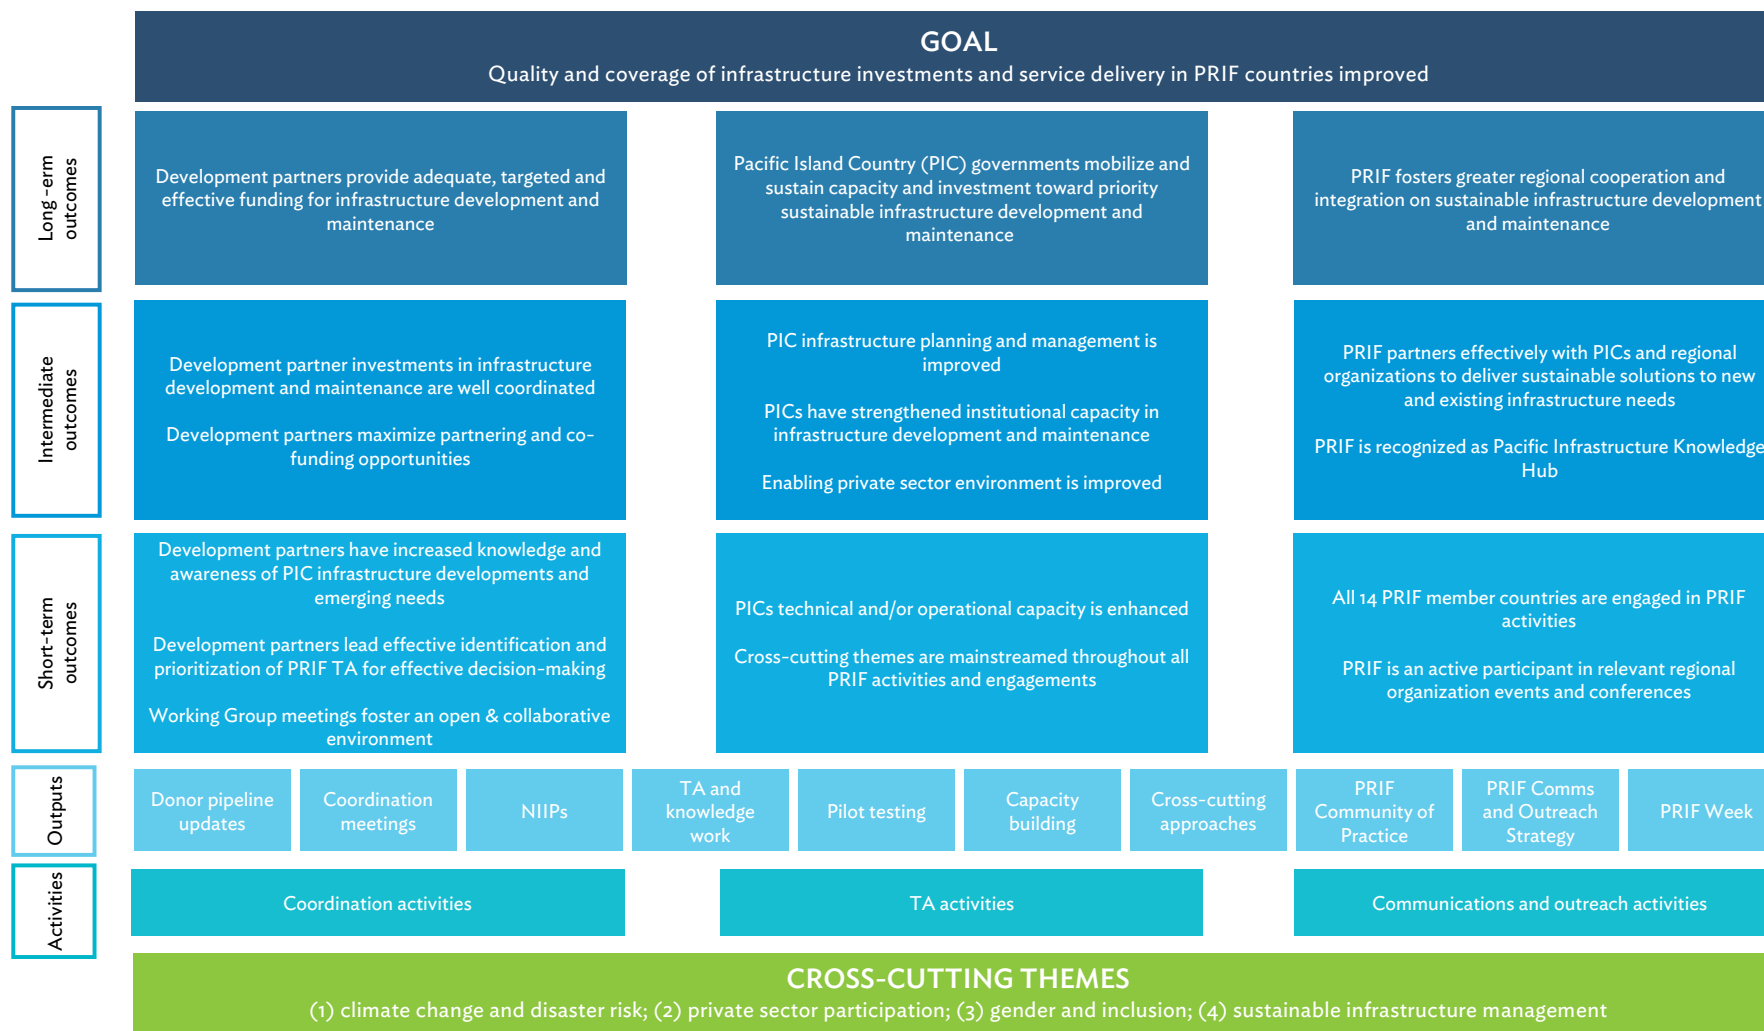 GOAL
Quality and coverage of infrastructure investments and service delivery in PRIF countries improved
Long -erm
outcomes
Development partners provide adequate, targeted and
effective funding for infrastructure development and
maintenance
Pacific Island Country (PIC) governments mobilize and
sustain capacity and investment toward priority
sustainable infrastructure development and
maintenance
PRIF fosters greater regional cooperation and
integration on sustainable infrastructure development
and maintenance
Intermediate
outcomes
Development partner investments in infrastructure
development and maintenance are well coordinated
Development partners maximize partnering and co-
funding opportunities
PIC infrastructure planning and management is
improved
PICs have strengthened institutional capacity in
infrastructure development and maintenance
Enabling private sector environment is improved
PRIF partners effectively with PICs and regional
organizations to deliver sustainable solutions to new
and existing infrastructure needs
PRIF is recognized as Pacific Infrastructure Knowledge
Hub
Short-term
outcomes
Development partners have increased knowledge and
awareness of PIC infrastructure developments and
emerging needs
Development partners lead effective identification and
prioritization of PRIF TA for effective decision-making
Working Group meetings foster an open & collaborative
environment
PICs technical and/or operational capacity is enhanced
Cross-cutting themes are mainstreamed throughout all
PRIF activities and engagements
All 14 PRIF member countries are engaged in PRIF
activities
PRIF is an active participant in relevant regional
organization events and conferences
Outputs
Donor pipeline
updates
Coordination
meetings
NIIPs
TA and
knowledge
work
Pilot testing
Capacity
building
Cross-cutting
approaches
PRIF
Community of
Practice
PRIF Comms
and Outreach
Strategy
PRIF Week
Activities
Coordination activities
TA activities
Communications and outreach activities
CROSS-CUTTING THEMES
(1) climate change and disaster risk; (2) private sector participation; (3) gender and inclusion; (4) sustainable infrastructure management